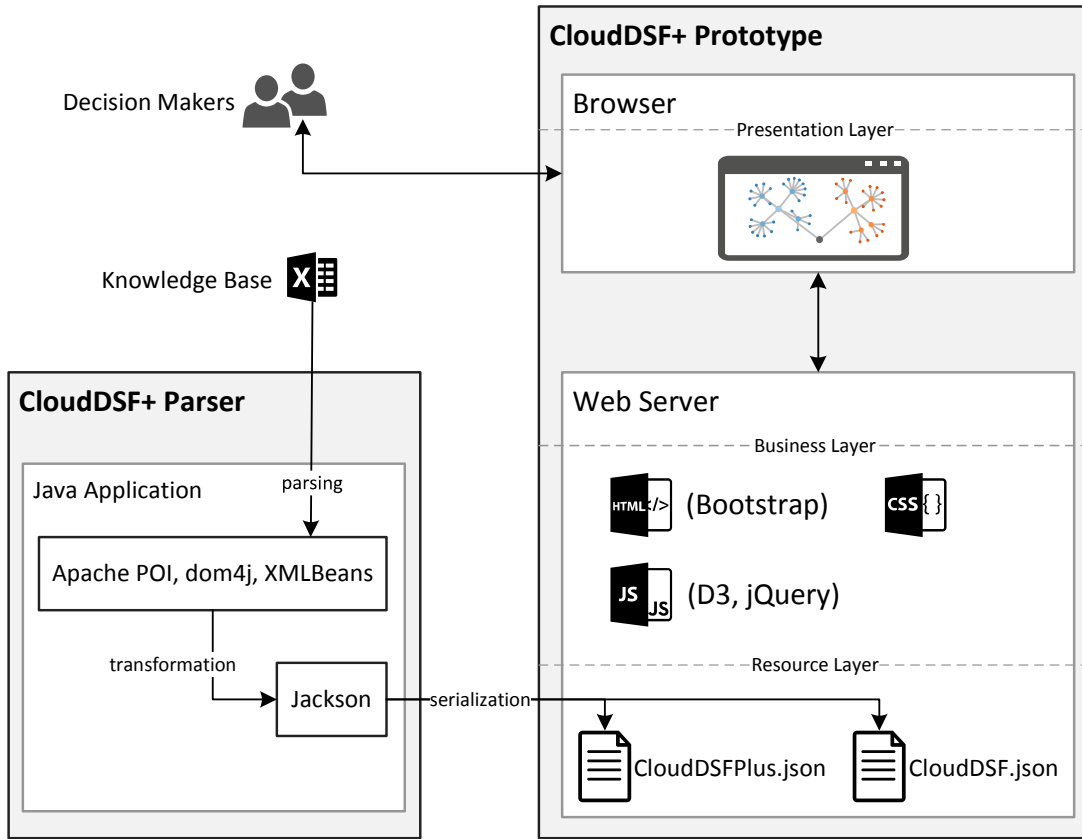 CloudDSF+ Prototype
Decision Makers
Browser
Presentation Layer
Knowledge Base
X
CloudDSF+ Parser
Java Application
parsing
Apache POI, dom4j, XMLBeans
transformation
Jackson
serialization
Web Server
Business Layer
HTML </> (Bootstrap)
CSS { }
JS JS (D3, jQuery)
Resource Layer
CloudDSFPlus.json
CloudDSF.json